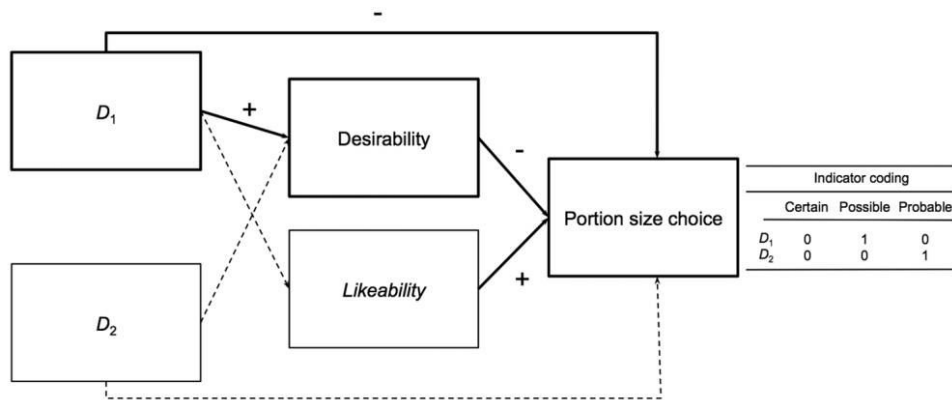 -
D1
+
Desirability
-
Portion size choice
Likeability
+
D2
Indicator coding
Certain Possible Probable
D1 0 1 0
D2 0 0 1